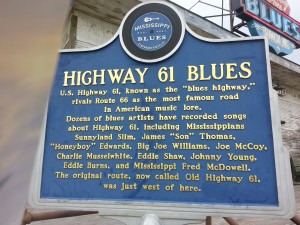 MISSISSIPPI
BLUES
HIGHWAY 61 BLUES
U.S. Highway 61, known as the "blues highway,"
rivals Route 66 as the most famous road
in American music lore.
Dozens of blues artists have recorded songs
about Highway 61, including Mississippians
Sunnyland Slim, James "Son" Thomas,
"Honeyboy" Edwards, Big Joe Williams, Joe McCoy,
Charlie Musselwhite, Eddie Shaw, Johnny Young,
Eddie Burns, and Mississippi Fred McDowell.
The original route, now called Old Highway 61,
was just west of here.
BLUES